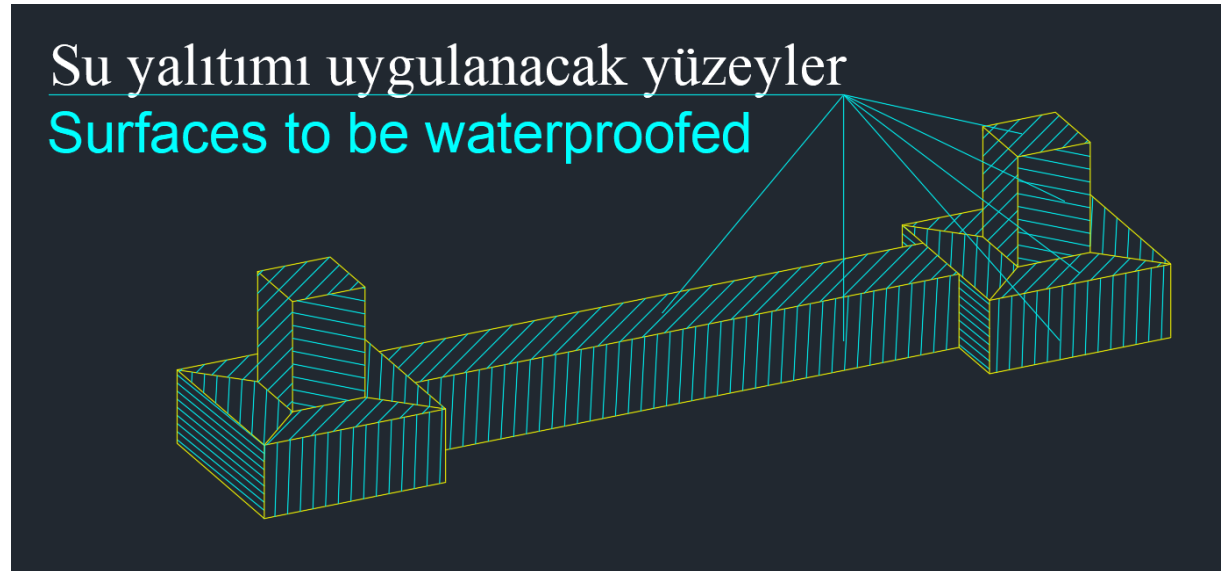 Su yalıtımı uygulanacak yüzeyler
Surfaces to be waterproofed